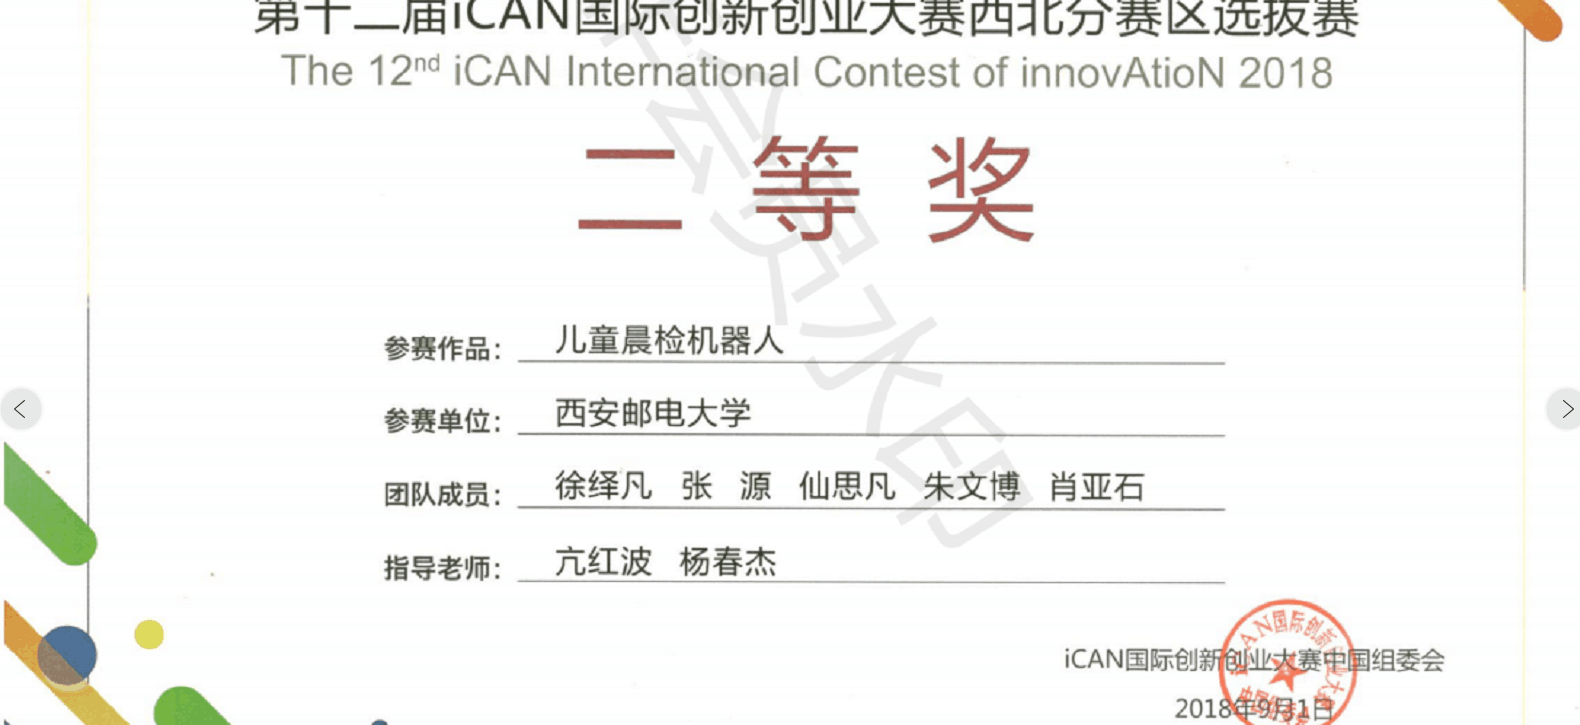 第十二届iCAN国际创新创业大赛西北分赛区选拔赛
The 12nd iCAN International Contest of innovAtioN 2018
二等奖
参赛作品： 儿童晨检机器人
参赛单位： 西安邮电大学
团队成员： 徐绎凡 张 源 仙思凡 朱文博 肖亚石
指导老师： 亢红波 杨春杰
iCAN国际创新创业大赛中国组委会
2018年9月1日
会员水印